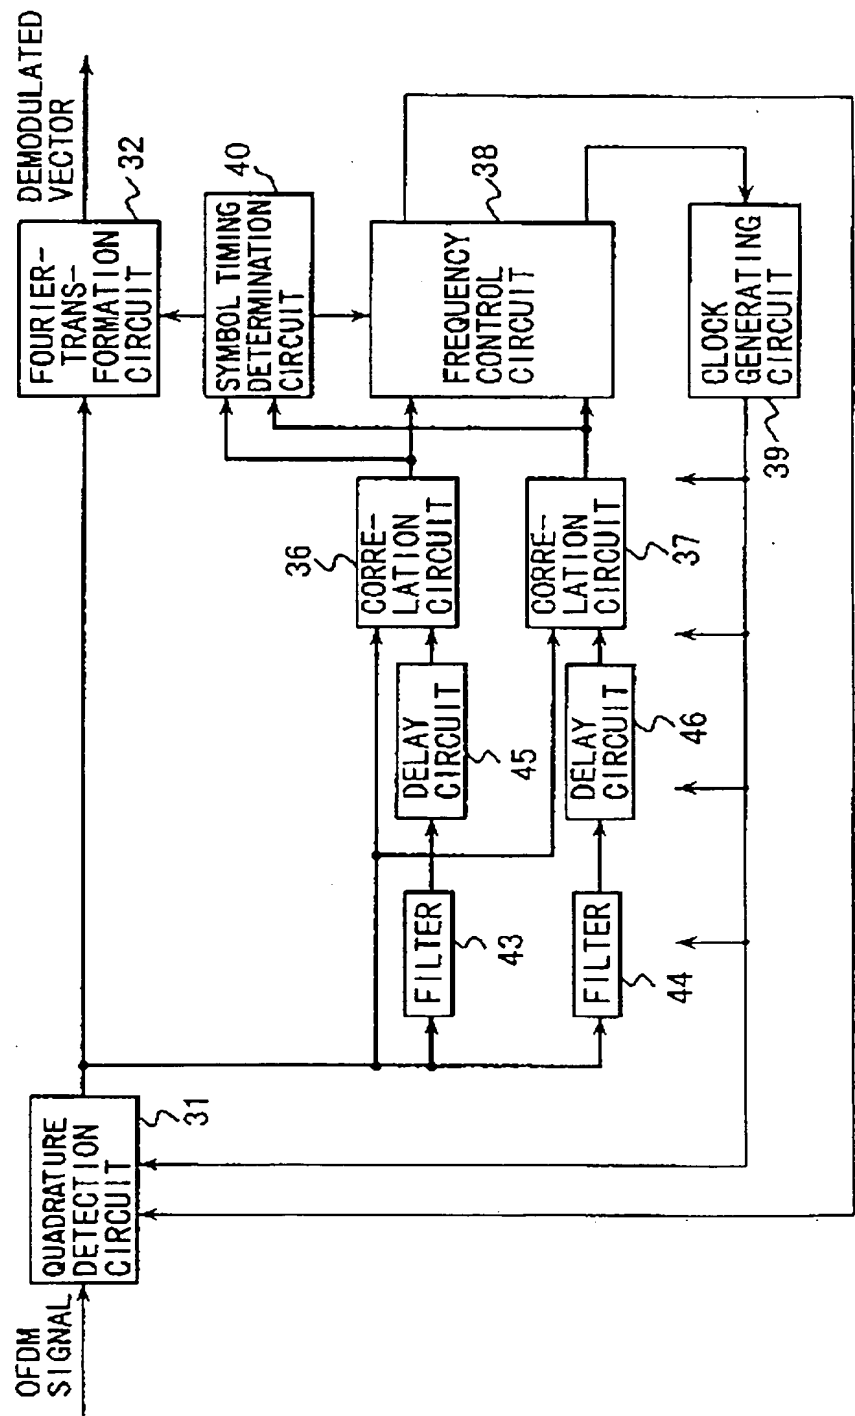 OFDM
SIGNAL
QUADRATURE
DETECTION
CIRCUIT
31
FOURIER-
TRANS-
FORMATION
CIRCUIT
32
DEMODULATED
VECTOR
SYMBOL TIMING
DETERMINATION
CIRCUIT
40
FILTER
43
DELAY
CIRCUIT
45
36
CORRE-
LATION
CIRCUIT
FREQUENCY
CONTROL
CIRCUIT
38
FILTER
44
DELAY
CIRCUIT
46
CORRE-
LATION
CIRCUIT
37
CLOCK
GENERATING
CIRCUIT
39